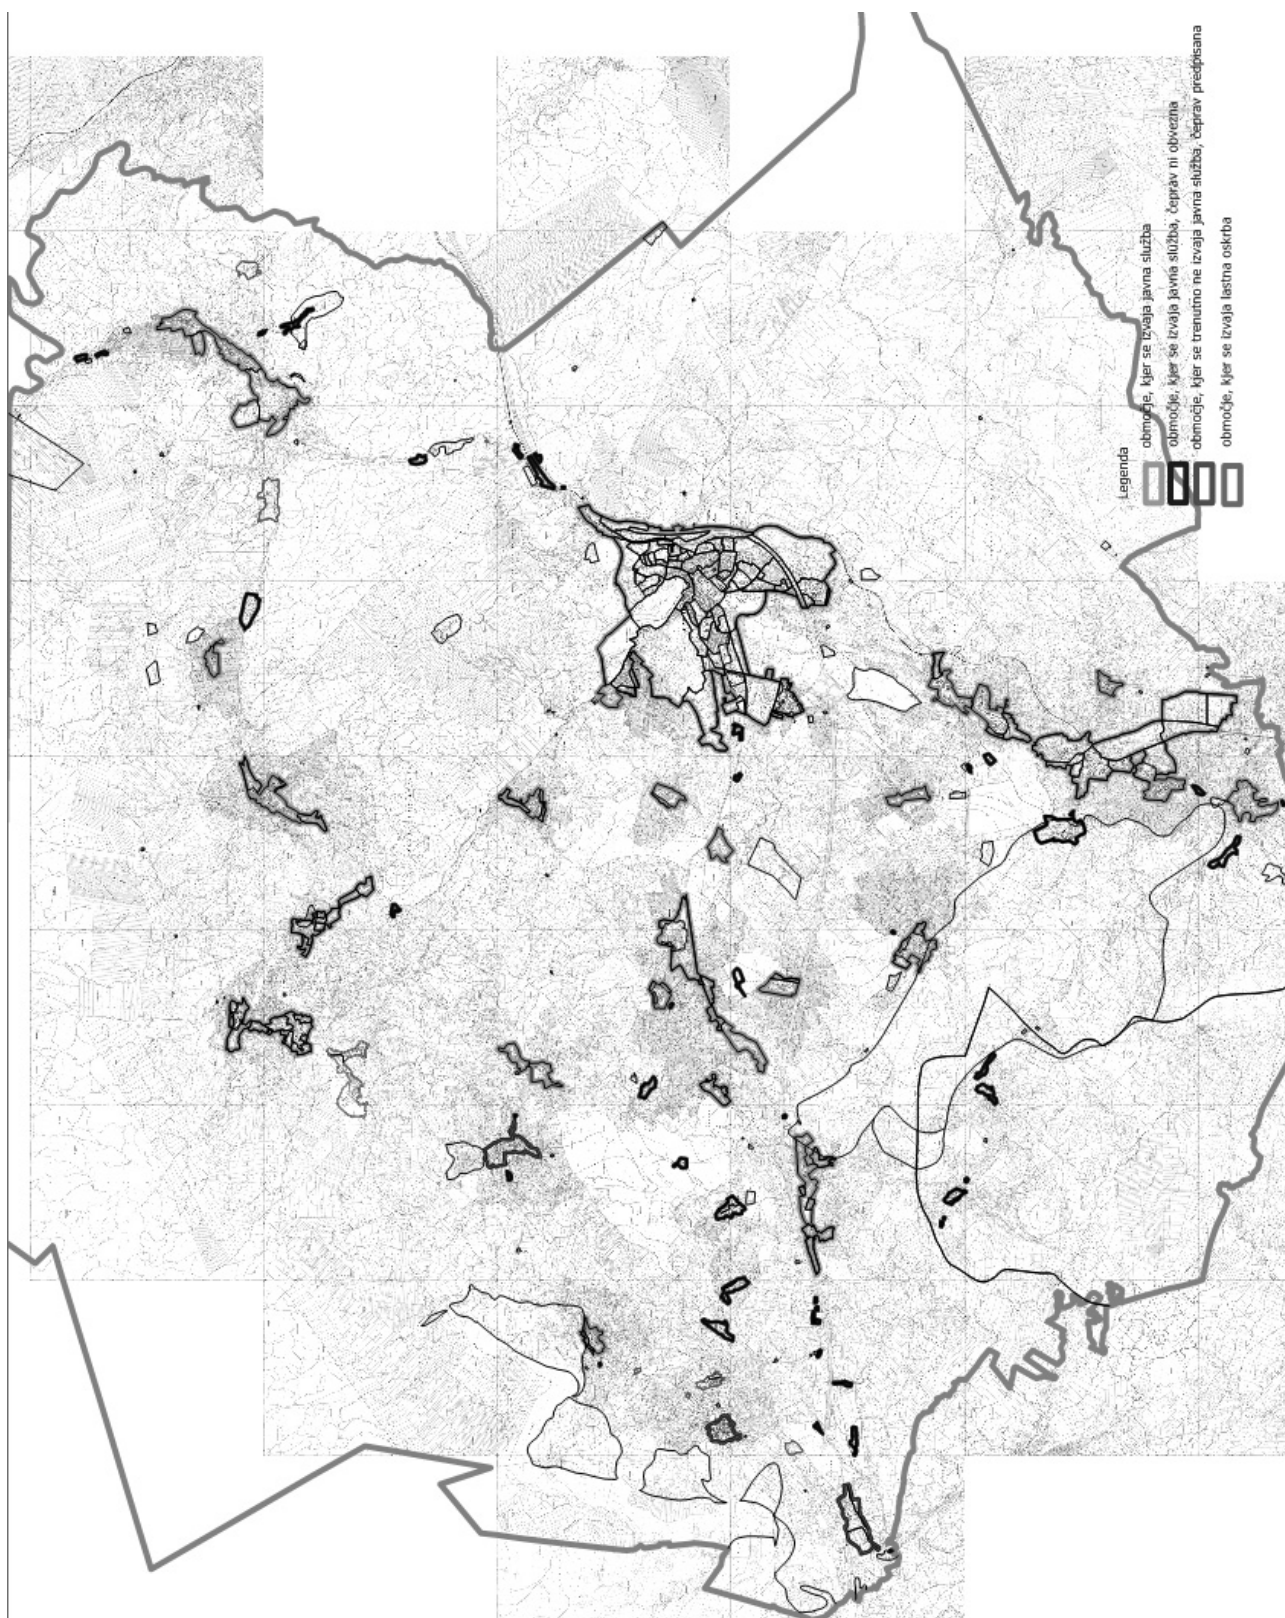 Legenda
območje, kjer se izvaja javna služba
območje, kjer se izvaja javna služba, čeprav ni obvezna
območje, kjer se trenutno ne izvaja javna služba, čeprav predpisana
območje, kjer se izvaja lastna oskrba